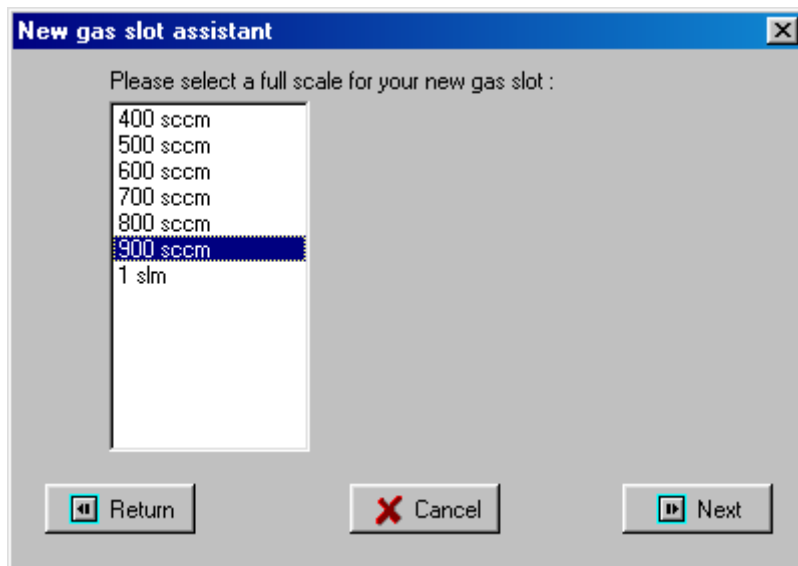 New gas slot assistant
Please select a full scale for your new gas slot :
400 sccm
500 sccm
600 sccm
700 sccm
800 sccm
900 sccm
1 slm
Return
Cancel
Next